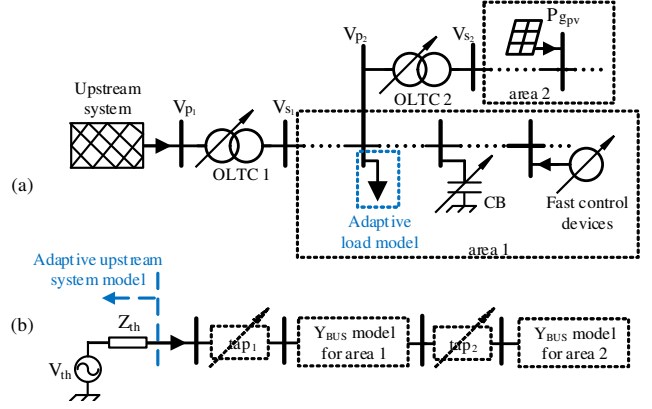 (a)
Upstream
system
Vp1
OLTC 1
Vs1
Vp2
OLTC 2
Vs2
Pgpv
area 2
Adaptive
load model
CB
Fast control
devices
area 1
(b)
Adaptive upstream
system model
Zth
Vth
tap1
YBUS model
for area 1
tap2
YBUS model
for area 2